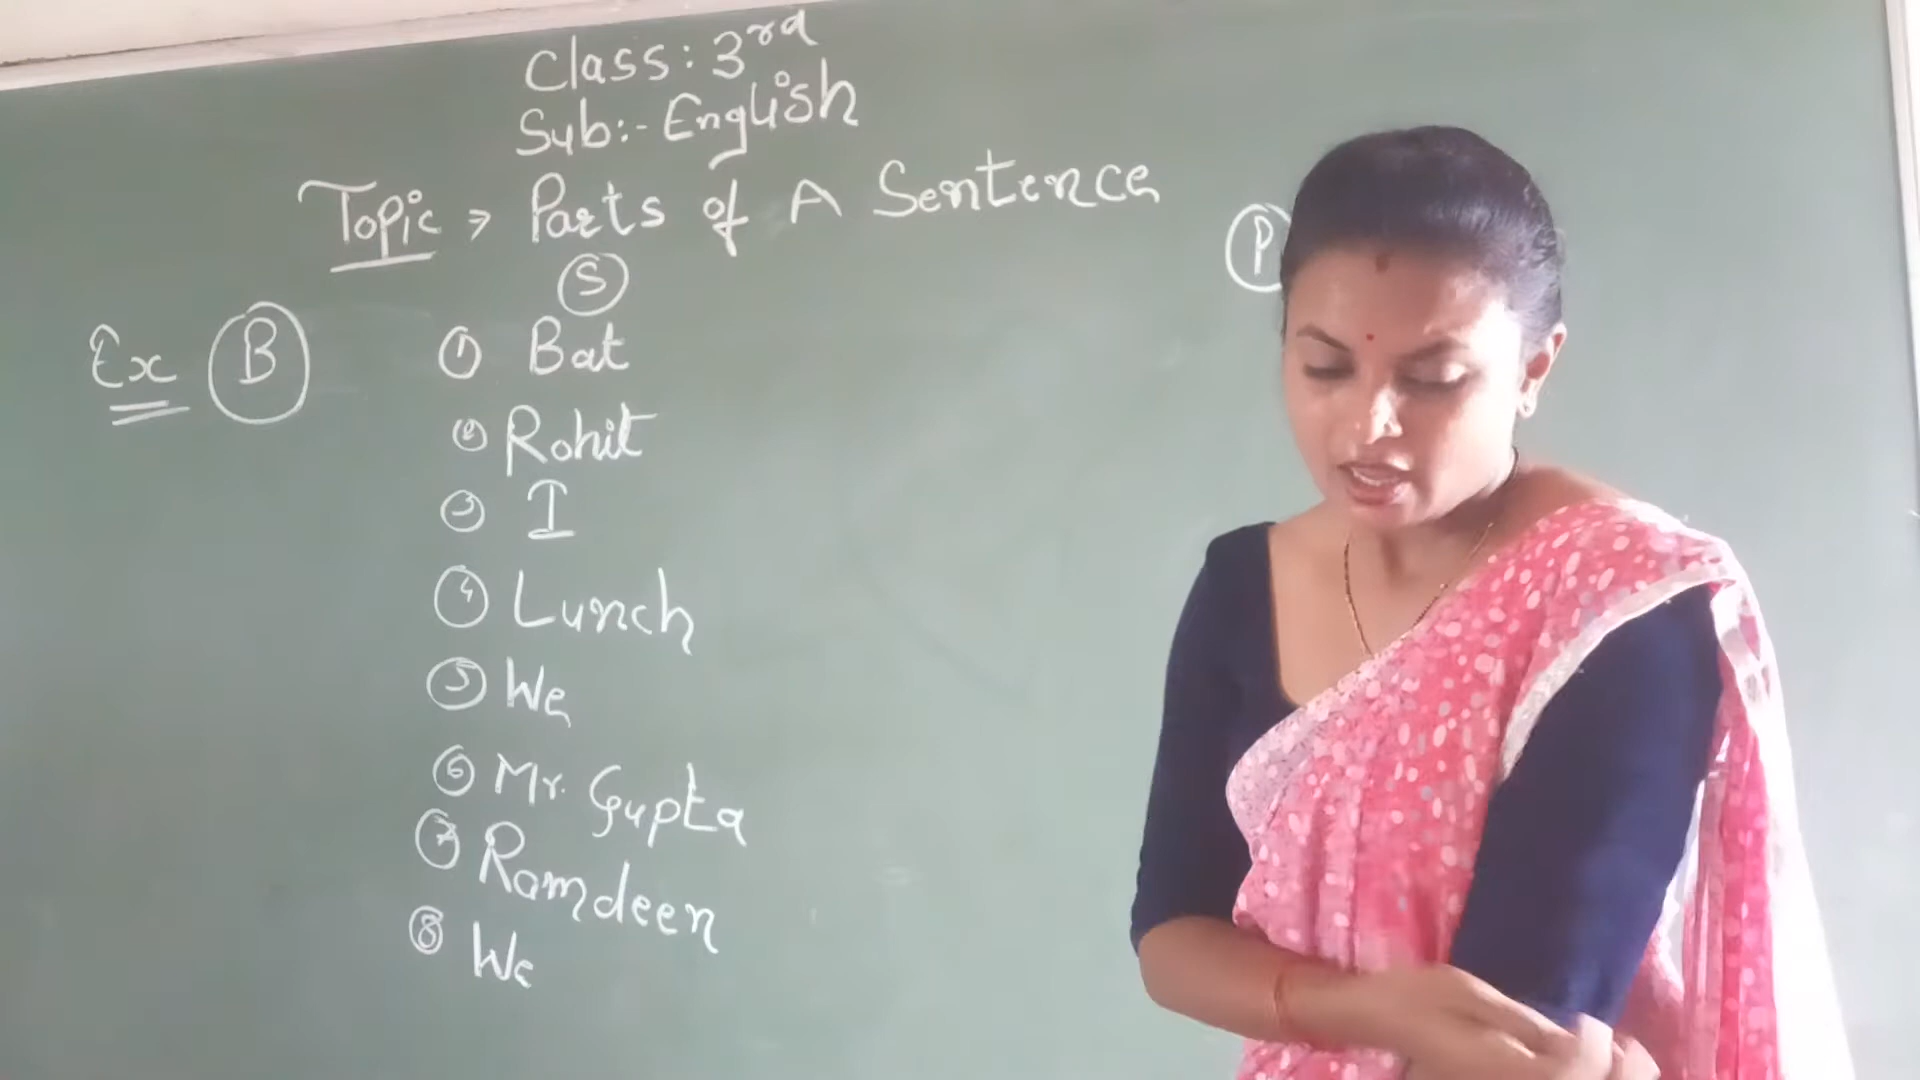 Class: 3rd
Sub:- English
Topic → Parts of A Sentence
S P
Ex B 1 Bat
2 Rohit
3 I
4 Lunch
5 We
6 Mr. Gupta
7 Ramdeen
8 We